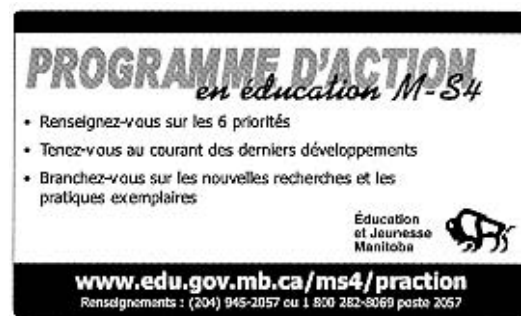 PROGRAMME D'ACTION
en éducation M-S4
• Renseignez-vous sur les 6 priorités
• Tenez-vous au courant des derniers développements
• Branchez-vous sur les nouvelles recherches et les
pratiques exemplaires
Éducation
et Jeunesse
Manitoba
www.edu.gov.mb.ca/ms4/praction
Renseignements : (204) 945-2057 ou 1 800 282-8069 poste 2057